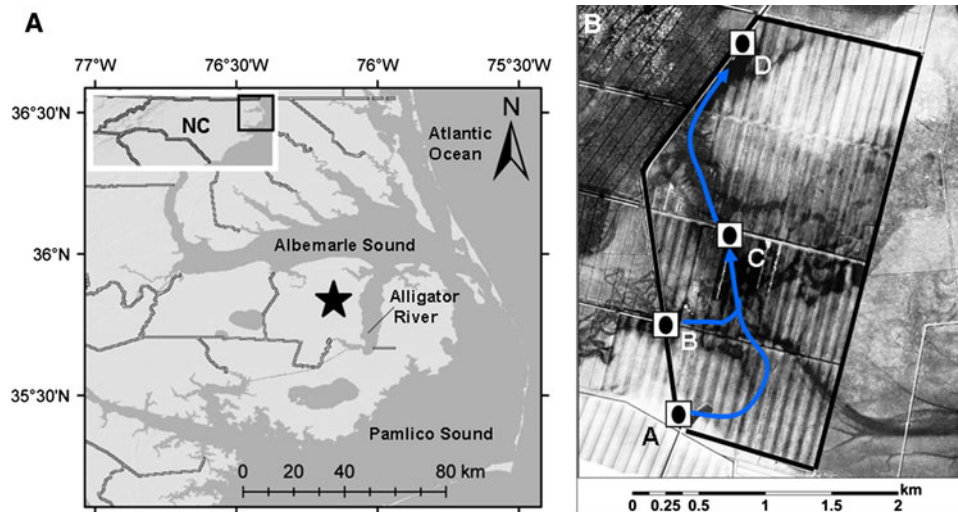 A
77°W
76°30'W
76°W
75°30'W
36°30'N
36°N
35°30'N
NC
N
Atlantic
Ocean
Albemarle Sound
Alligator
River
Pamlico Sound
0 20 40 80 km
B
D
C
B
A
km
0 0.25 0.5 1 1.5 2